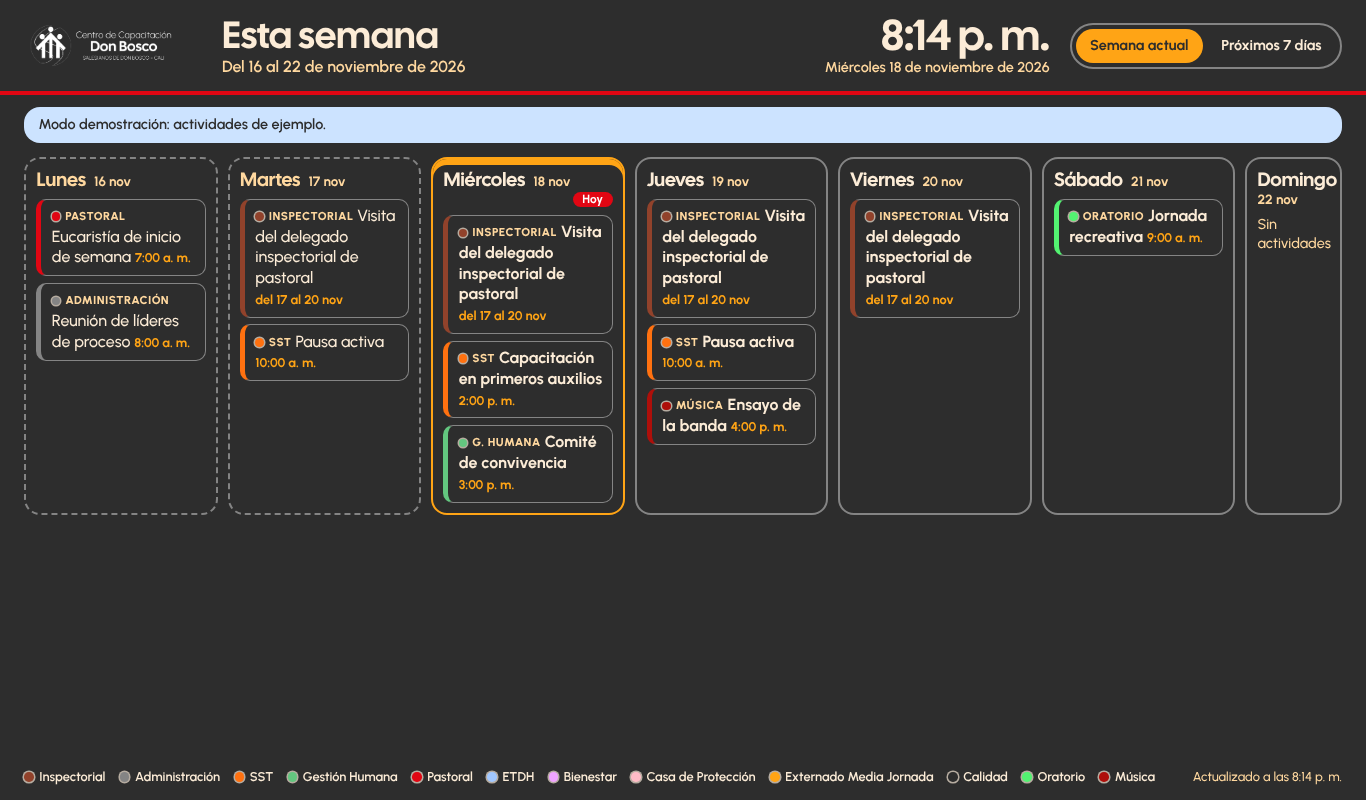 Centro de Capacitación
Don Bosco
SALESIANOS DE DON BOSCO - CALI
Esta semana
Del 16 al 22 de noviembre de 2026
8:14 p. m.
Miércoles 18 de noviembre de 2026
Semana actual
Próximos 7 días
Modo demostración: actividades de ejemplo.
Lunes 16 nov
PASTORAL
Eucaristía de inicio
de semana 7:00 a. m.
ADMINISTRACIÓN
Reunión de líderes
de proceso 8:00 a. m.
Martes 17 nov
INSPECTORIAL Visita
del delegado
inspectorial de
pastoral
del 17 al 20 nov
SST Pausa activa
10:00 a. m.
Miércoles 18 nov
Hoy
INSPECTORIAL Visita
del delegado
inspectorial de
pastoral
del 17 al 20 nov
SST Capacitación
en primeros auxilios
2:00 p. m.
G. HUMANA Comité
de convivencia
3:00 p. m.
Jueves 19 nov
INSPECTORIAL Visita
del delegado
inspectorial de
pastoral
del 17 al 20 nov
SST Pausa activa
10:00 a. m.
MÚSICA Ensayo de
la banda 4:00 p. m.
Viernes 20 nov
INSPECTORIAL Visita
del delegado
inspectorial de
pastoral
del 17 al 20 nov
Sábado 21 nov
ORATORIO Jornada
recreativa 9:00 a. m.
Domingo
22 nov
Sin
actividades
Inspectorial
Administración
SST
Gestión Humana
Pastoral
ETDH
Bienestar
Casa de Protección
Externado Media Jornada
Calidad
Oratorio
Música
Actualizado a las 8:14 p. m.